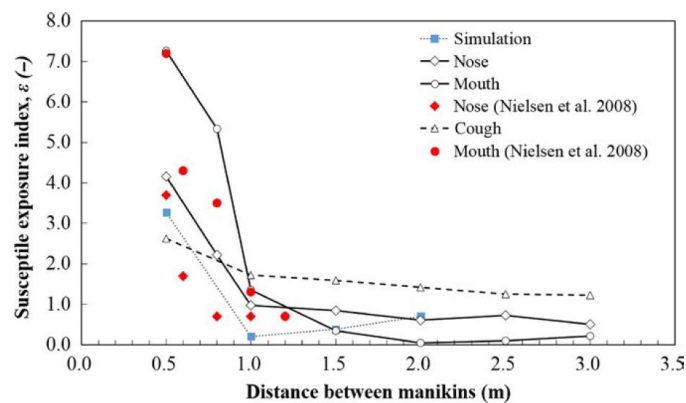 8.0
7.0
6.0
5.0
4.0
3.0
2.0
1.0
0.0
Susceptible exposure index, ε (–)
Simulation
Nose
Mouth
Nose (Nielsen et al. 2008)
Cough
Mouth (Nielsen et al. 2008)
0.0 0.5 1.0 1.5 2.0 2.5 3.0 3.5
Distance between manikins (m)